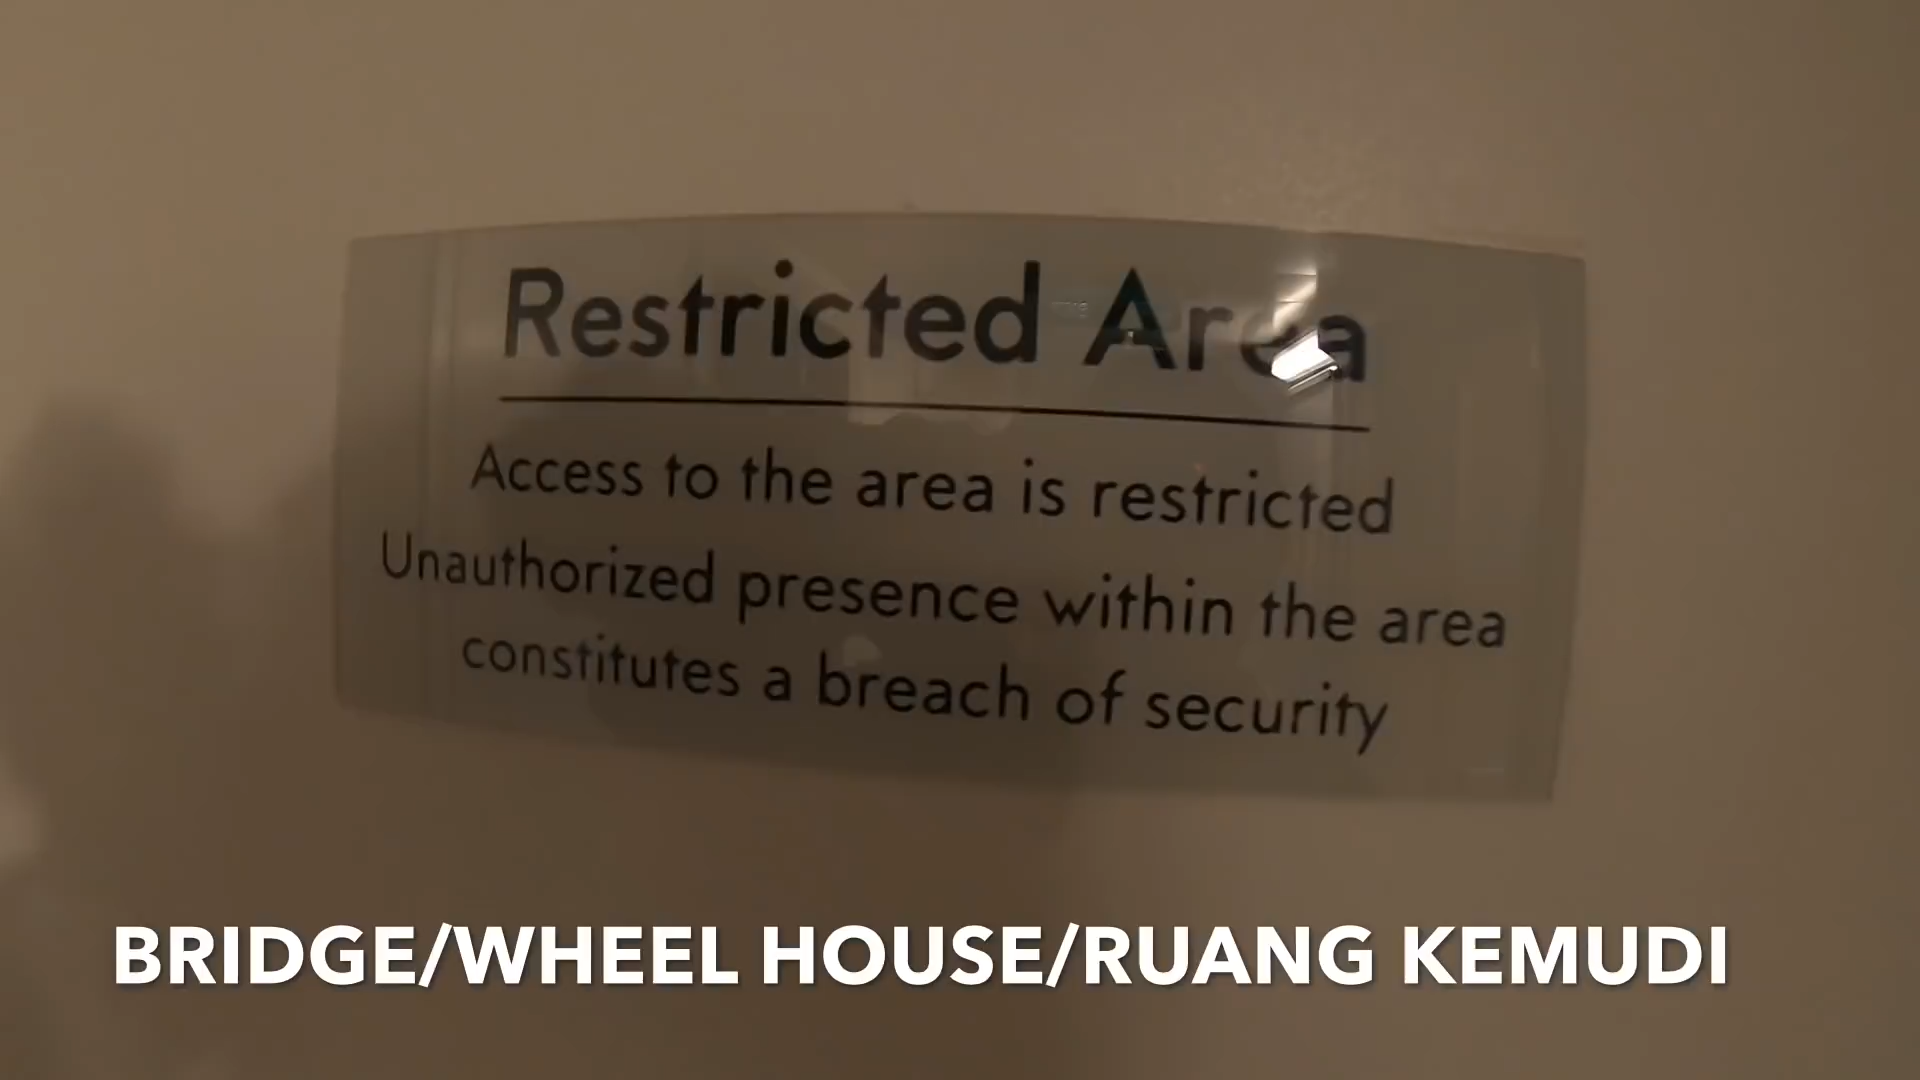 Restricted Area
Access to the area is restricted
Unauthorized presence within the area
constitutes a breach of security
BRIDGE/WHEEL HOUSE/RUANG KEMUDI